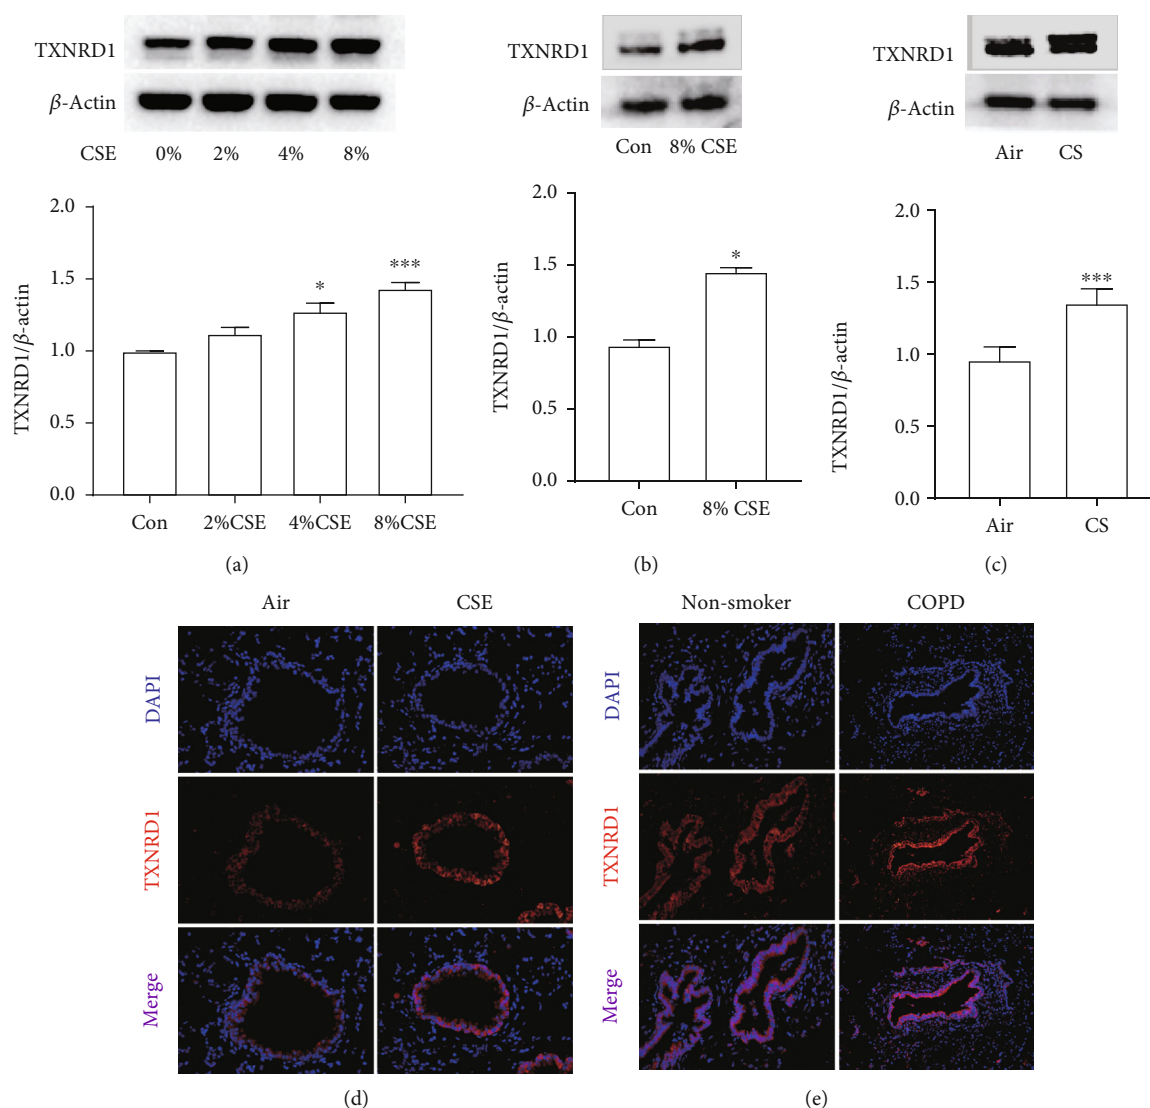 TXNRD1
β-Actin
CSE 0% 2% 4% 8%
TXNRD1/β-actin
2.0
1.5
1.0
0.5
0.0
* ***
Con 2%CSE 4%CSE 8%CSE
(a)
TXNRD1
β-Actin
Con 8% CSE
TXNRD1/β-actin
2.0
1.5
1.0
0.5
0.0
*
Con 8% CSE
(b)
TXNRD1
β-Actin
Air CS
TXNRD1/β-actin
2.0
1.5
1.0
0.5
0.0
***
Air CS
(c)
Air CSE
DAPI
TXNRD1
Merge
(d)
Non-smoker COPD
DAPI
TXNRD1
Merge
(e)